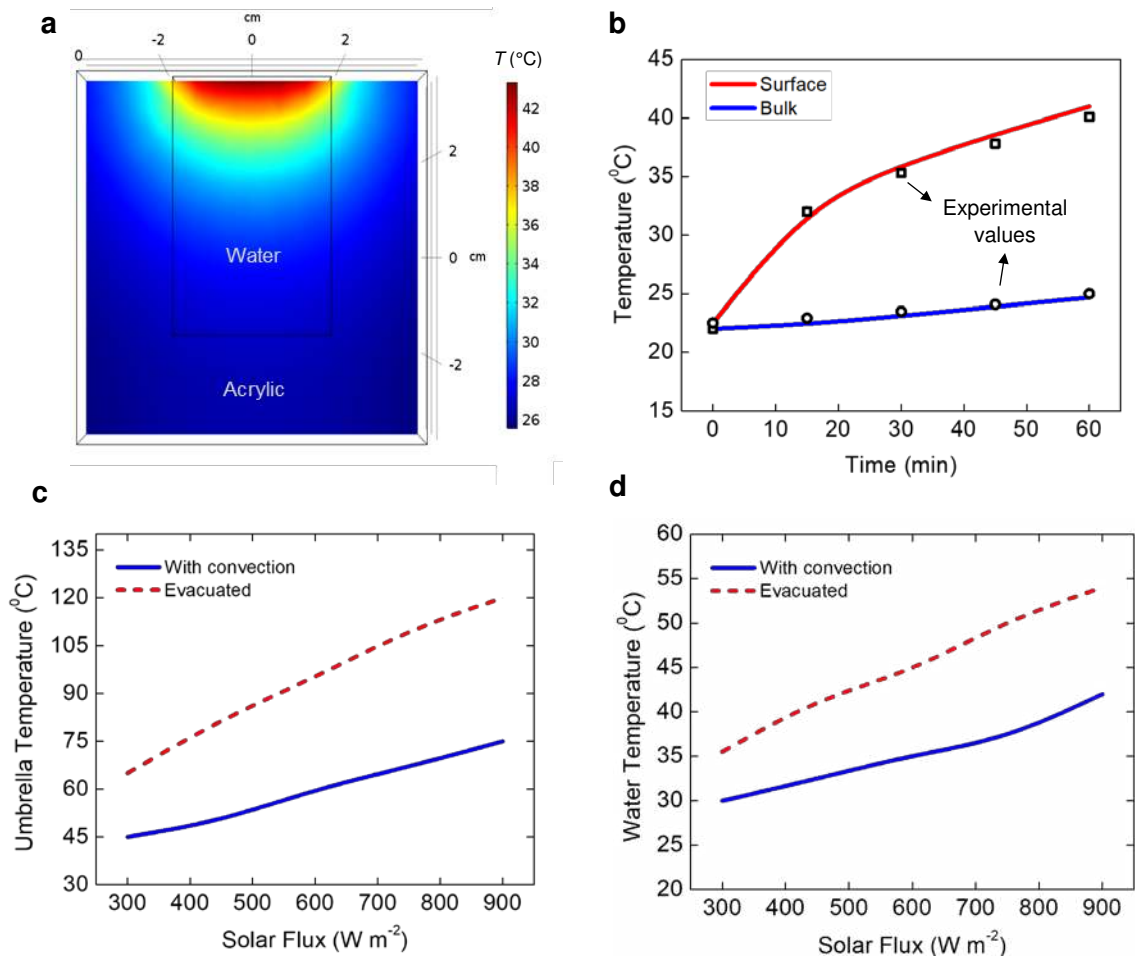 a
cm
-2 0 2
0
T (°C)
42
40
38
36
34
32
30
28
26
2
0 cm
-2
Water
Acrylic
b
45
40
35
30
25
20
15
Temperature (⁰C)
Surface
Bulk
Experimental
values
0 10 20 30 40 50 60
Time (min)
c
135
120
105
90
75
60
45
30
Umbrella Temperature (⁰C)
With convection
Evacuated
300 400 500 600 700 800 900
Solar Flux (W m⁻²)
d
60
55
50
45
40
35
30
25
20
Water Temperature (⁰C)
With convection
Evacuated
300 400 500 600 700 800 900
Solar Flux (W m⁻²)